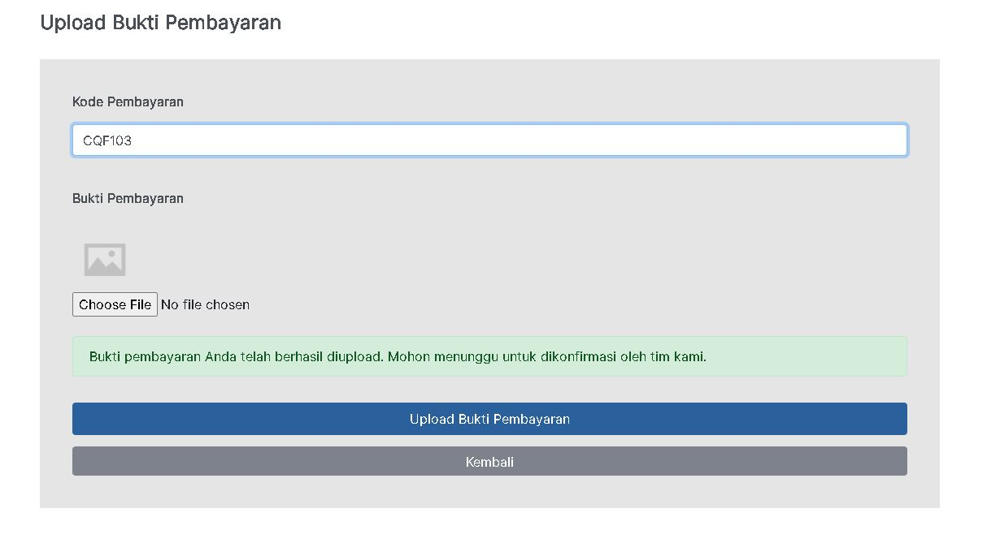 Upload Bukti Pembayaran
Kode Pembayaran
CQF103
Bukti Pembayaran
Choose File No file chosen
Bukti pembayaran Anda telah berhasil diupload. Mohon menunggu untuk dikonfirmasi oleh tim kami.
Upload Bukti Pembayaran
Kembali